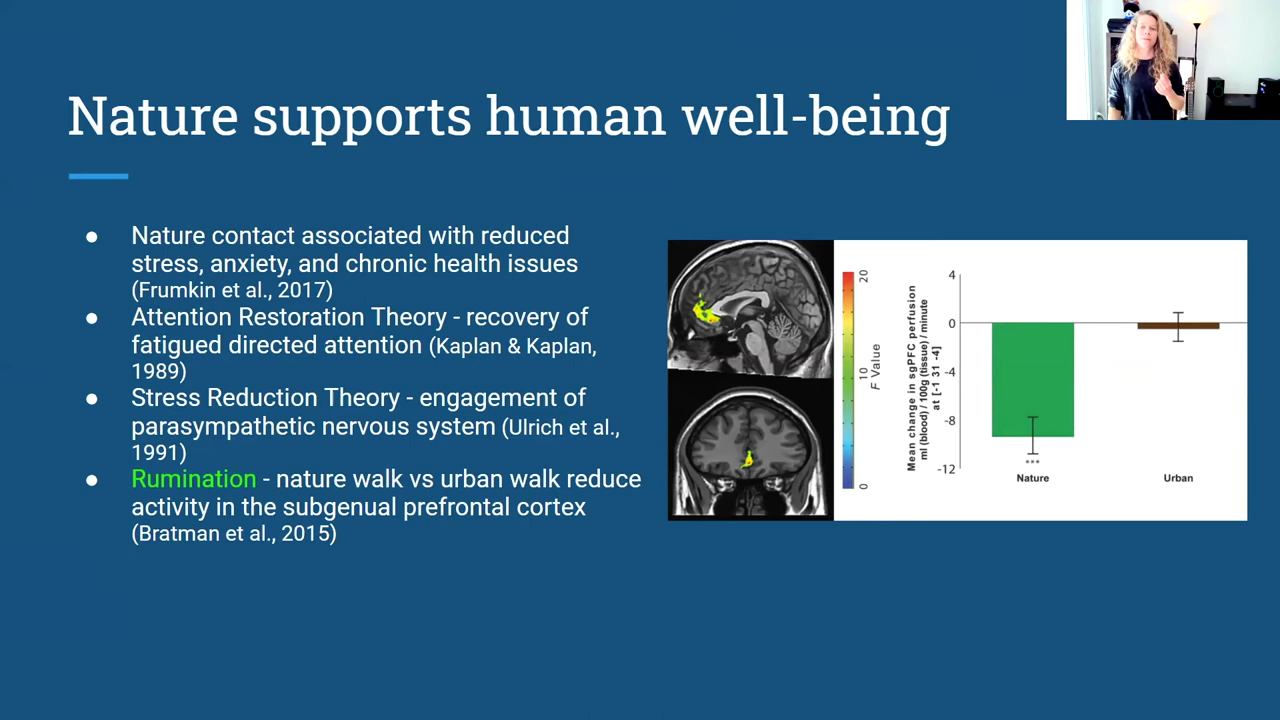 Nature supports human well-being
● Nature contact associated with reduced
stress, anxiety, and chronic health issues
(Frumkin et al., 2017)
● Attention Restoration Theory - recovery of
fatigued directed attention (Kaplan & Kaplan,
1989)
● Stress Reduction Theory - engagement of
parasympathetic nervous system (Ulrich et al.,
1991)
● Rumination - nature walk vs urban walk reduce
activity in the subgenual prefrontal cortex
(Bratman et al., 2015)
20
10
0
F Value
Mean change in sgPFC perfusion
ml (blood) / 100g (tissue) / minute
at [-1 31 -4]
4
0
-4
-8
-12
***
Nature
Urban